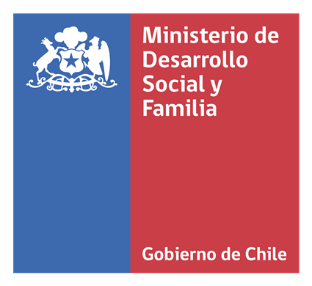 Ministerio de
Desarrollo
Social y
Familia
Gobierno de Chile